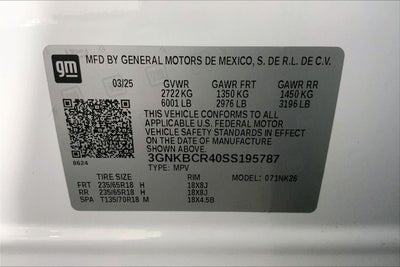 gm
MFD BY GENERAL MOTORS DE MEXICO, S. DE R.L. DE C.V.
03/25 GVWR GAWR FRT GAWR RR
2722 KG 1350 KG 1450 KG
6001 LB 2976 LB 3196 LB
THIS VEHICLE CONFORMS TO ALL
APPLICABLE U.S. FEDERAL MOTOR
VEHICLE SAFETY STANDARDS IN EFFECT ON
THE DATE OF MANUFACTURE SHOWN ABOVE.
3GNKBCR40SS195787
8624 TYPE: MPV
TIRE SIZE RIM MODEL: 071NK26
FRT 235/65R18 H 18X8J
RR 235/65R18 H 18X8J
SPA T135/70R18 M 18X4.5B